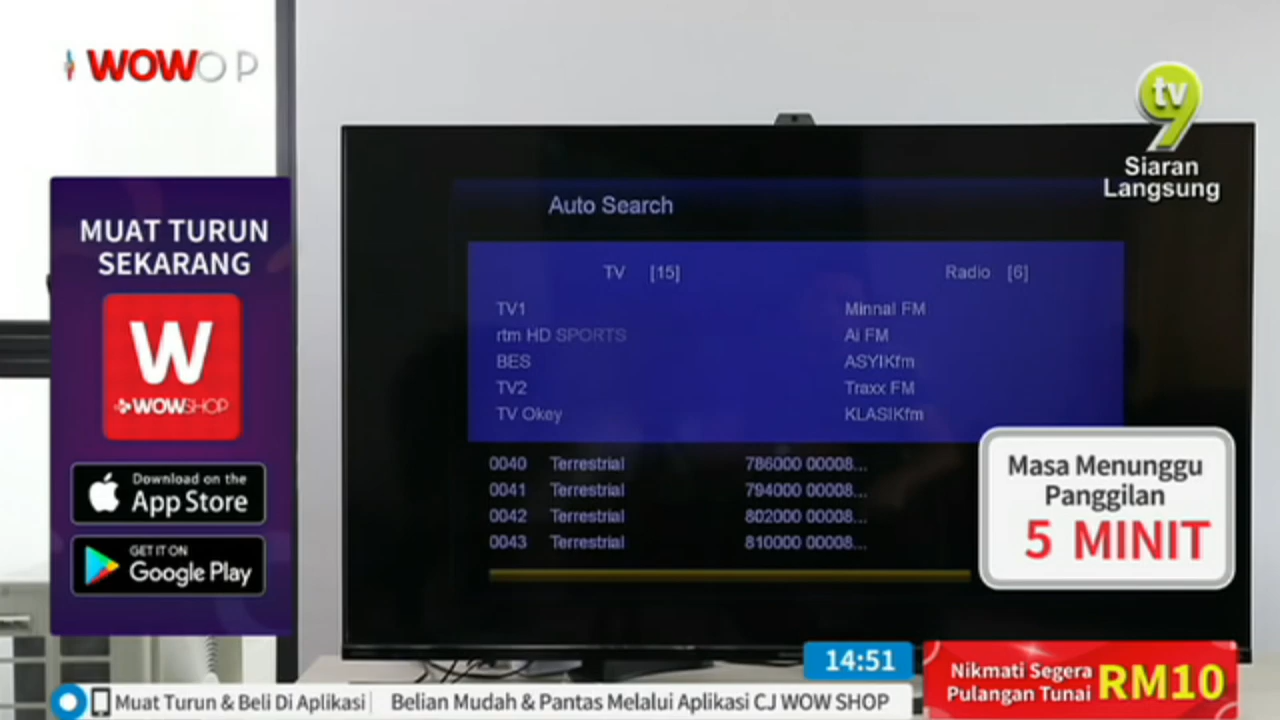 WOW O P
tv
9
Siaran
Langsung
MUAT TURUN
SEKARANG
W
WOWSHOP
Download on the
App Store
GET IT ON
Google Play
Auto Search
TV [15]
Radio [6]
TV1
Minnal FM
rtm HD SPORTS
Ai FM
BES
ASYIKfm
TV2
Traxx FM
TV Okey
KLASIKfm
0040 Terrestrial 786000 00008...
0041 Terrestrial 794000 00008...
0042 Terrestrial 802000 00008...
0043 Terrestrial 810000 00008...
Masa Menunggu
Panggilan
5 MINIT
14:51
Muat Turun & Beli Di Aplikasi
Belian Mudah & Pantas Melalui Aplikasi CJ WOW SHOP
Nikmati Segera
Pulangan Tunai
RM10